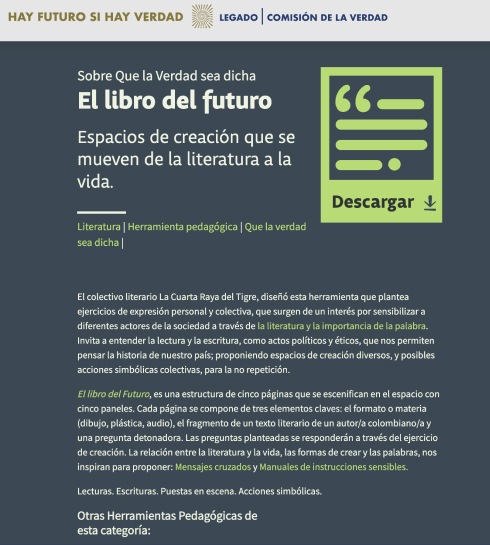 HAY FUTURO SI HAY VERDAD LEGADO COMISIÓN DE LA VERDAD
Sobre Que la Verdad sea dicha
El libro del futuro
Espacios de creación que se
mueven de la literatura a la
vida.
Descargar
Literatura | Herramienta pedagógica | Que la verdad
sea dicha |
El colectivo literario La Cuarta Raya del Tigre, diseñó esta herramienta que plantea
ejercicios de expresión personal y colectiva, que surgen de un interés por sensibilizar a
diferentes actores de la sociedad a través de la literatura y la importancia de la palabra.
Invita a entender la lectura y la escritura, como actos políticos y éticos, que nos permiten
pensar la historia de nuestro país; proponiendo espacios de creación diversos, y posibles
acciones simbólicas colectivas, para la no repetición.
El libro del Futuro, es una estructura de cinco páginas que se escenifican en el espacio con
cinco paneles. Cada página se compone de tres elementos claves: el formato o materia
(dibujo, plástica, audio), el fragmento de un texto literario de un autor/a colombiano/a y
una pregunta detonadora. Las preguntas planteadas se responderán a través del ejercicio
de creación. La relación entre la literatura y la vida, las formas de crear y las palabras, nos
inspiran para proponer: Mensajes cruzados y Manuales de instrucciones sensibles.
Lecturas. Escrituras. Puestas en escena. Acciones simbólicas.
Otras Herramientas Pedagógicas de
esta categoría: